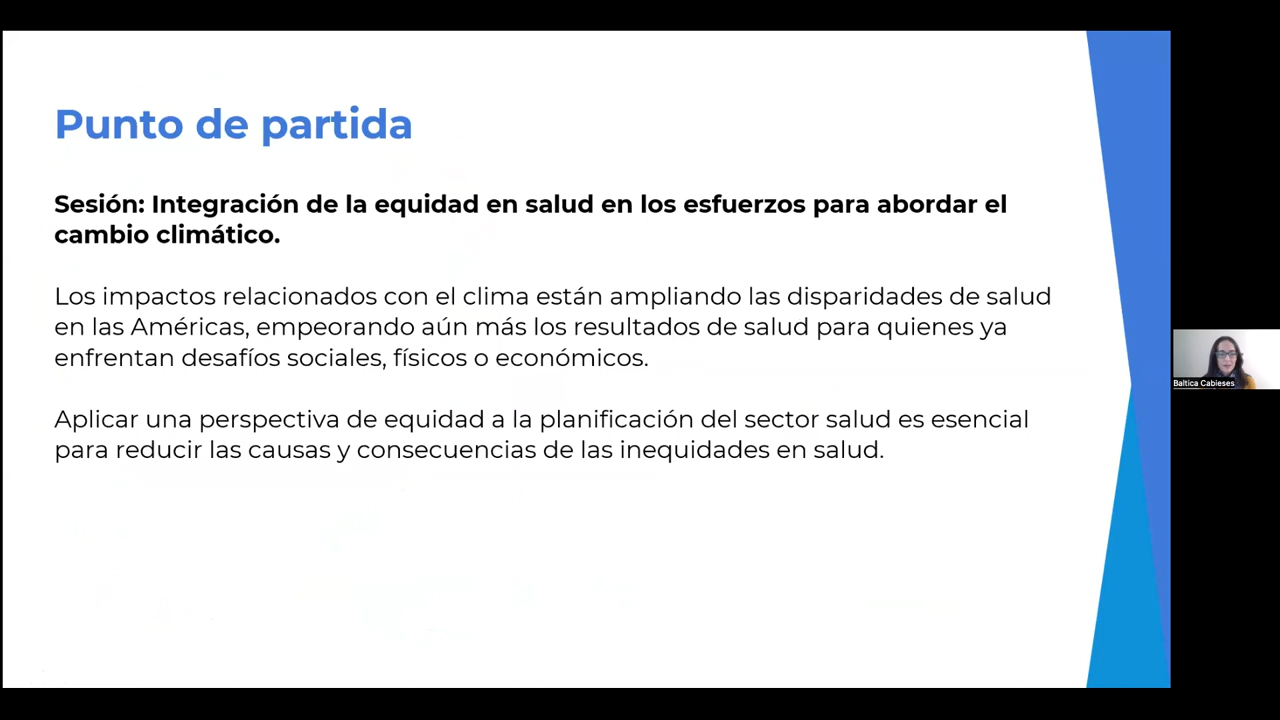 Punto de partida
Sesión: Integración de la equidad en salud en los esfuerzos para abordar el
cambio climático.
Los impactos relacionados con el clima están ampliando las disparidades de salud
en las Américas, empeorando aún más los resultados de salud para quienes ya
enfrentan desafíos sociales, físicos o económicos.
Aplicar una perspectiva de equidad a la planificación del sector salud es esencial
para reducir las causas y consecuencias de las inequidades en salud.
Baltica Cabieses